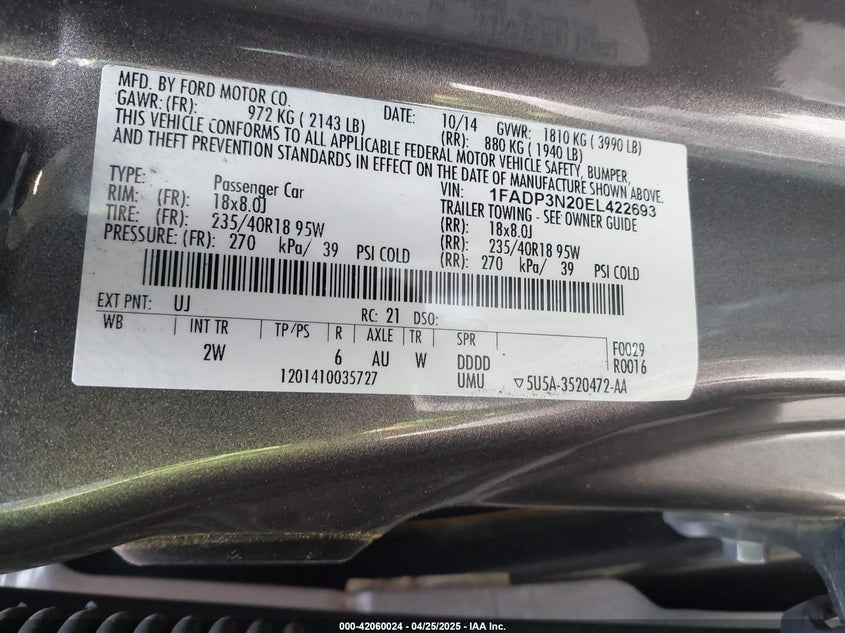 MFD. BY FORD MOTOR CO. DATE: 10/14 GVWR: 1810 KG ( 3990 LB)
GAWR: (FR): 972 KG ( 2143 LB) (RR): 880 KG ( 1940 LB)
THIS VEHICLE CONFORMS TO ALL APPLICABLE FEDERAL MOTOR VEHICLE SAFETY, BUMPER,
AND THEFT PREVENTION STANDARDS IN EFFECT ON THE DATE OF MANUFACTURE SHOWN ABOVE.
TYPE: Passenger Car VIN: 1FADP3N20EL422693
TRAILER TOWING - SEE OWNER GUIDE
RIM: (FR): 18x8.0J (RR): 18x8.0J
TIRE: (FR): 235/40R18 95W (RR): 235/40R18 95W
PRESSURE: (FR): 270 kPa/ 39 PSI COLD (RR): 270 kPa/ 39 PSI COLD
EXT PNT: UJ RC: 21 DSO:
WB INT TR TP/PS R AXLE TR SPR F0029
2W 6 AU W DDDD R0016
1201410035727 UMU ▽5U5A-3520472-AA
000-42060024 - 04/25/2025 - IAA Inc.